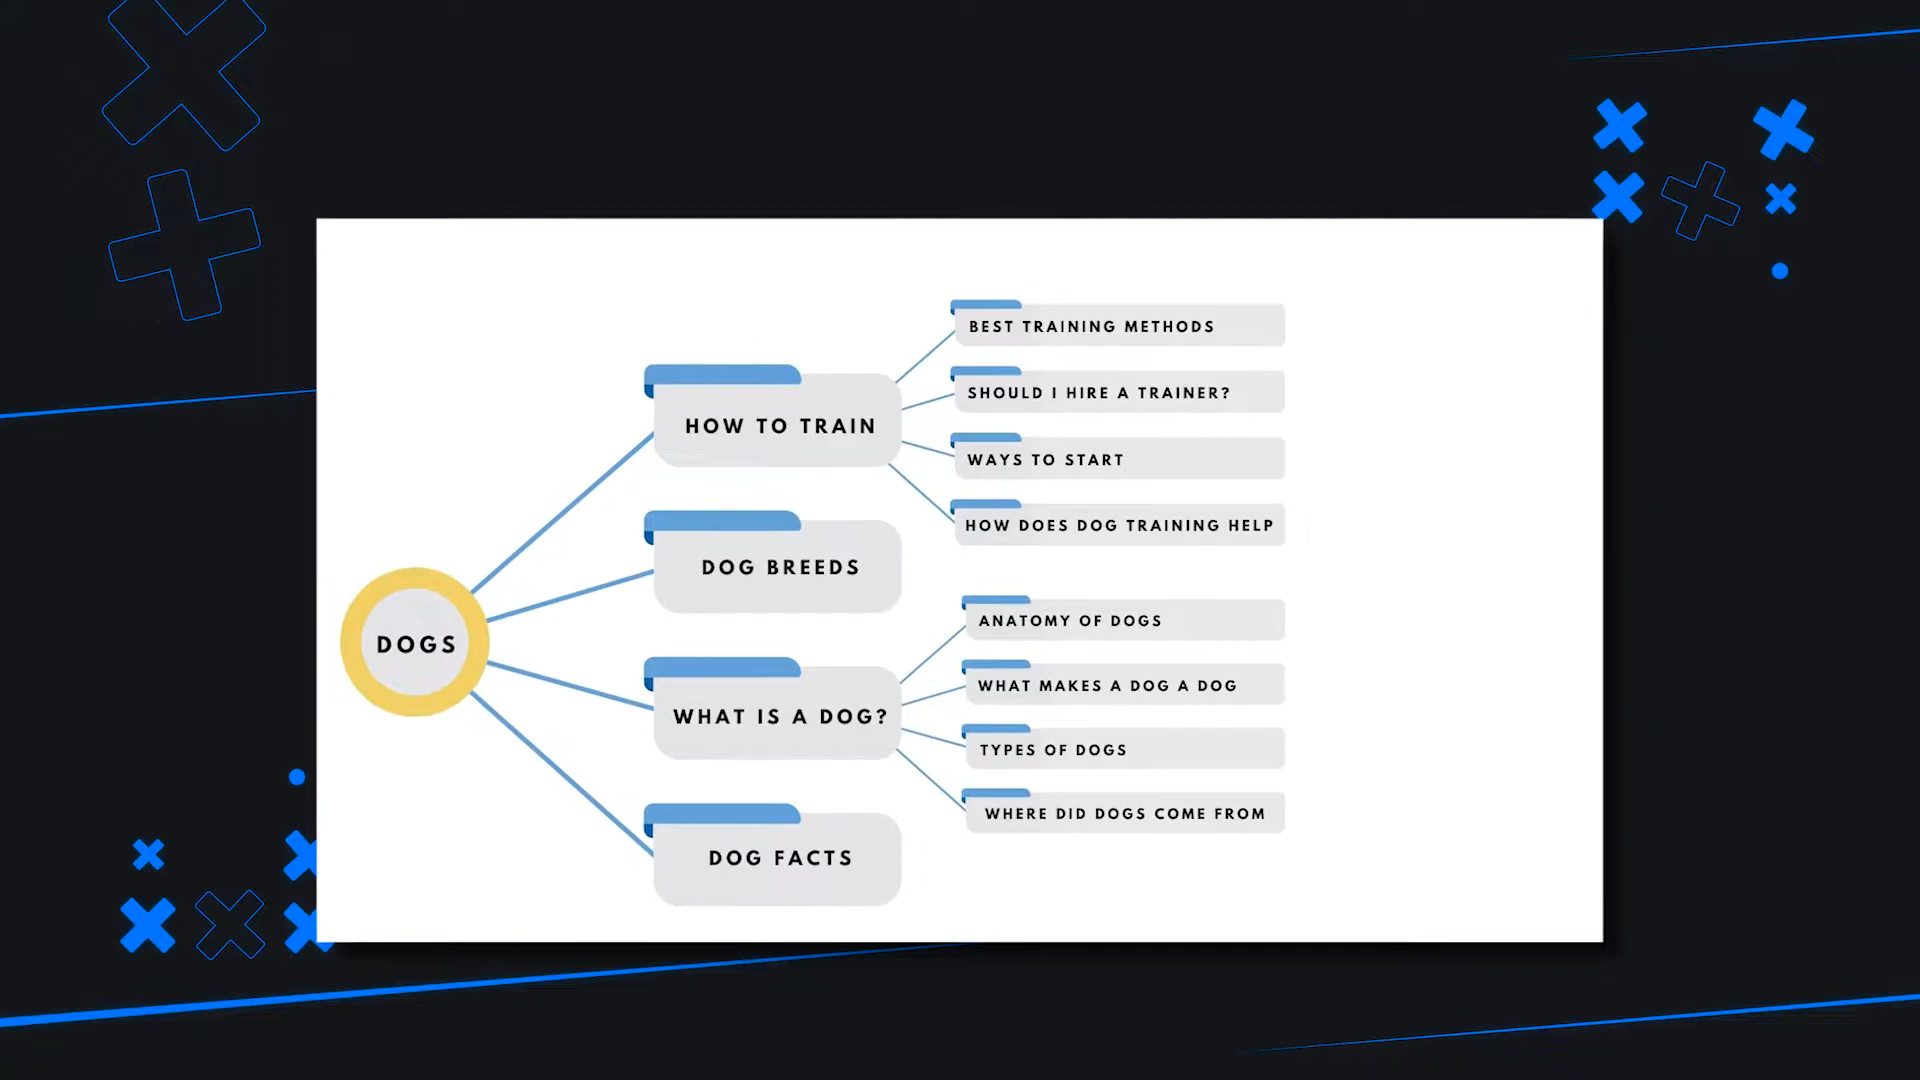 DOGS
HOW TO TRAIN
BEST TRAINING METHODS
SHOULD I HIRE A TRAINER?
WAYS TO START
HOW DOES DOG TRAINING HELP
DOG BREEDS
WHAT IS A DOG?
ANATOMY OF DOGS
WHAT MAKES A DOG A DOG
TYPES OF DOGS
WHERE DID DOGS COME FROM
DOG FACTS